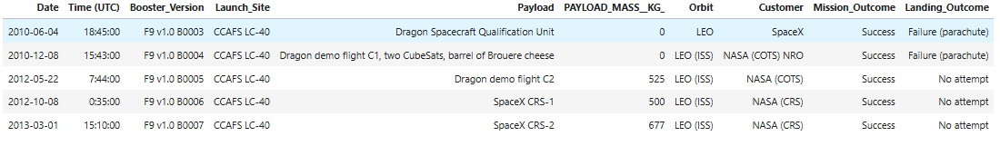 Date Time (UTC) Booster_Version Launch_Site Payload PAYLOAD_MASS__KG_ Orbit Customer Mission_Outcome Landing_Outcome
2010-06-04 18:45:00 F9 v1.0 B0003 CCAFS LC-40 Dragon Spacecraft Qualification Unit 0 LEO SpaceX Success Failure (parachute)
2010-12-08 15:43:00 F9 v1.0 B0004 CCAFS LC-40 Dragon demo flight C1, two CubeSats, barrel of Brouere cheese 0 LEO (ISS) NASA (COTS) NRO Success Failure (parachute)
2012-05-22 7:44:00 F9 v1.0 B0005 CCAFS LC-40 Dragon demo flight C2 525 LEO (ISS) NASA (COTS) Success No attempt
2012-10-08 0:35:00 F9 v1.0 B0006 CCAFS LC-40 SpaceX CRS-1 500 LEO (ISS) NASA (CRS) Success No attempt
2013-03-01 15:10:00 F9 v1.0 B0007 CCAFS LC-40 SpaceX CRS-2 677 LEO (ISS) NASA (CRS) Success No attempt